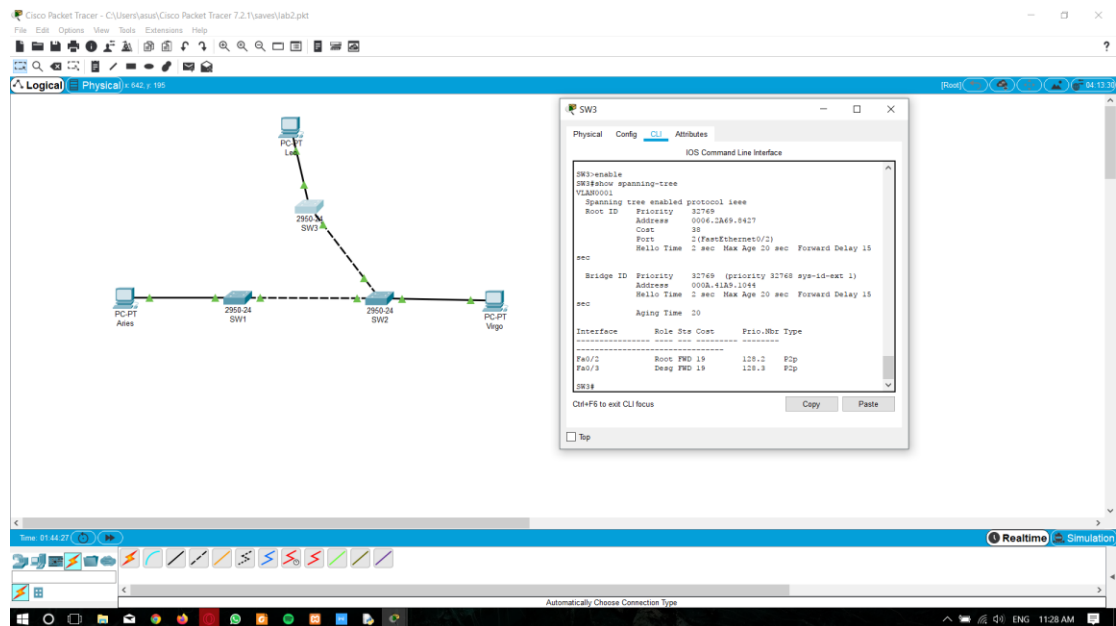 Cisco Packet Tracer - C:\Users\asus\Cisco Packet Tracer 7.2.1\saves\lab2.pkt
File Edit Options View Tools Extensions Help
?
Logical Physical x: 642, y: 195
[Root] 04:13:30
PC-PT
Leo
2950-24
SW3
PC-PT
Aries
2950-24
SW1
2950-24
SW2
PC-PT
Virgo
SW3
Physical Config CLI Attributes
IOS Command Line Interface
SW3>enable
SW3#show spanning-tree
VLAN0001
Spanning tree enabled protocol ieee
Root ID Priority 32769
Address 0006.2A69.8427
Cost 38
Port 2(FastEthernet0/2)
Hello Time 2 sec Max Age 20 sec Forward Delay 15
sec
Bridge ID Priority 32769 (priority 32768 sys-id-ext 1)
Address 000A.41A9.1044
Hello Time 2 sec Max Age 20 sec Forward Delay 15
sec
Aging Time 20
Interface Role Sts Cost Prio.Nbr Type
---------------- ---- --- --------- --------
--------------------------------
Fa0/2 Root FWD 19 128.2 P2p
Fa0/3 Desg FWD 19 128.3 P2p
SW3#
Ctrl+F6 to exit CLI focus
Copy Paste
Top
Time: 01:44:27
Realtime Simulation
Automatically Choose Connection Type
ENG 11:28 AM